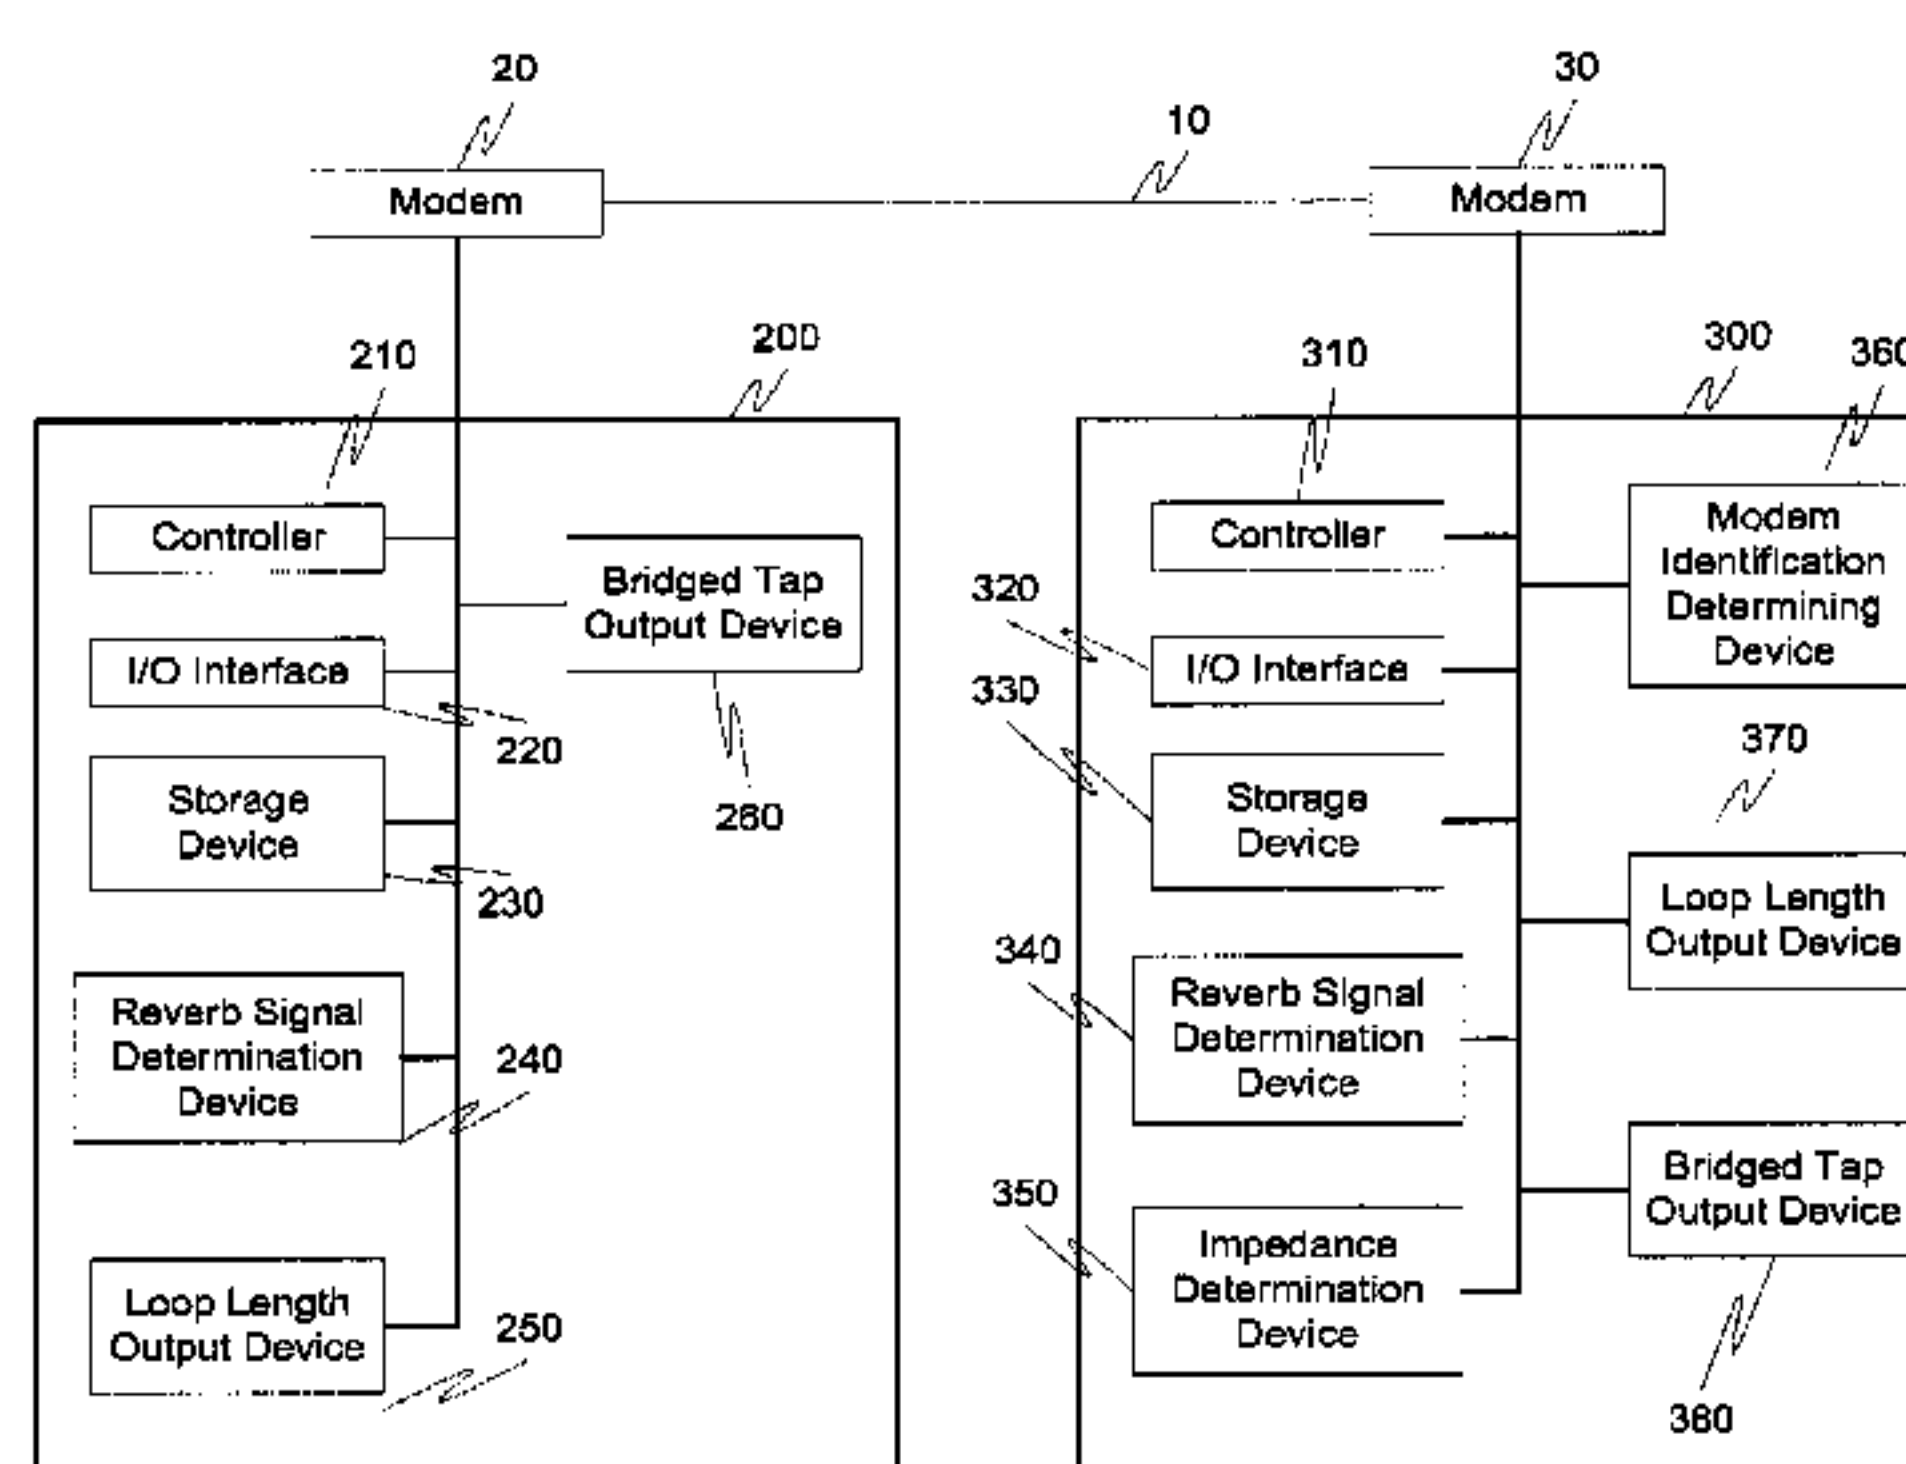 20
30
10
Modem
Modem
210
200
310
300
360
Controller
Bridged Tap
Output Device
Controller
Modem
Identification
Determining
Device
320
I/O Interface
I/O Interface
220
330
260
370
Storage
Device
Storage
Device
230
Loop Length
Output Device
340
Reverb Signal
Determination
Device
Reverb Signal
Determination
Device
240
350
Bridged Tap
Output Device
Impedance
Determination
Device
Loop Length
Output Device
250
380